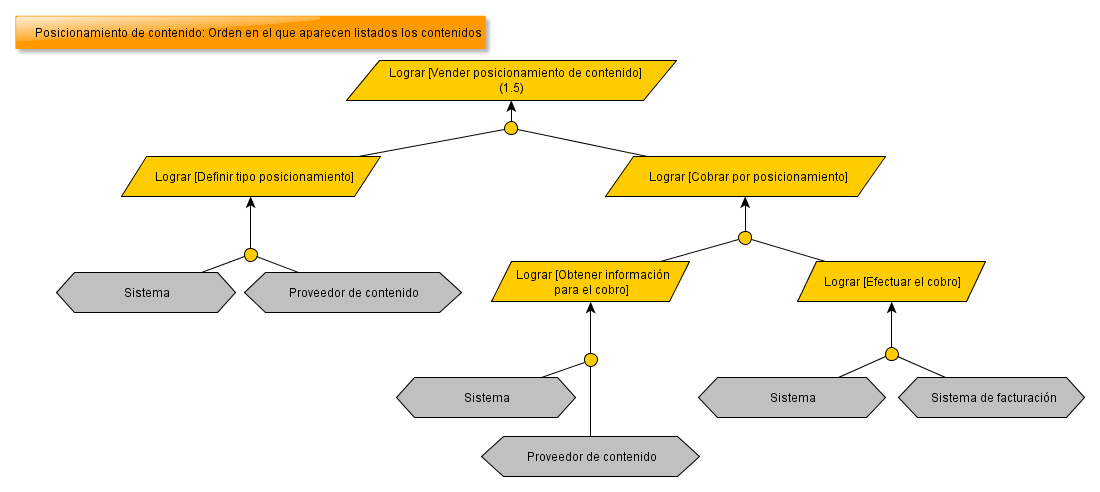 Posicionamiento de contenido: Orden en el que aparecen listados los contenidos
Lograr [Vender posicionamiento de contenido]
(1.5)
Lograr [Definir tipo posicionamiento]
Lograr [Cobrar por posicionamiento]
Sistema
Proveedor de contenido
Lograr [Obtener información
para el cobro]
Lograr [Efectuar el cobro]
Sistema
Proveedor de contenido
Sistema
Sistema de facturación